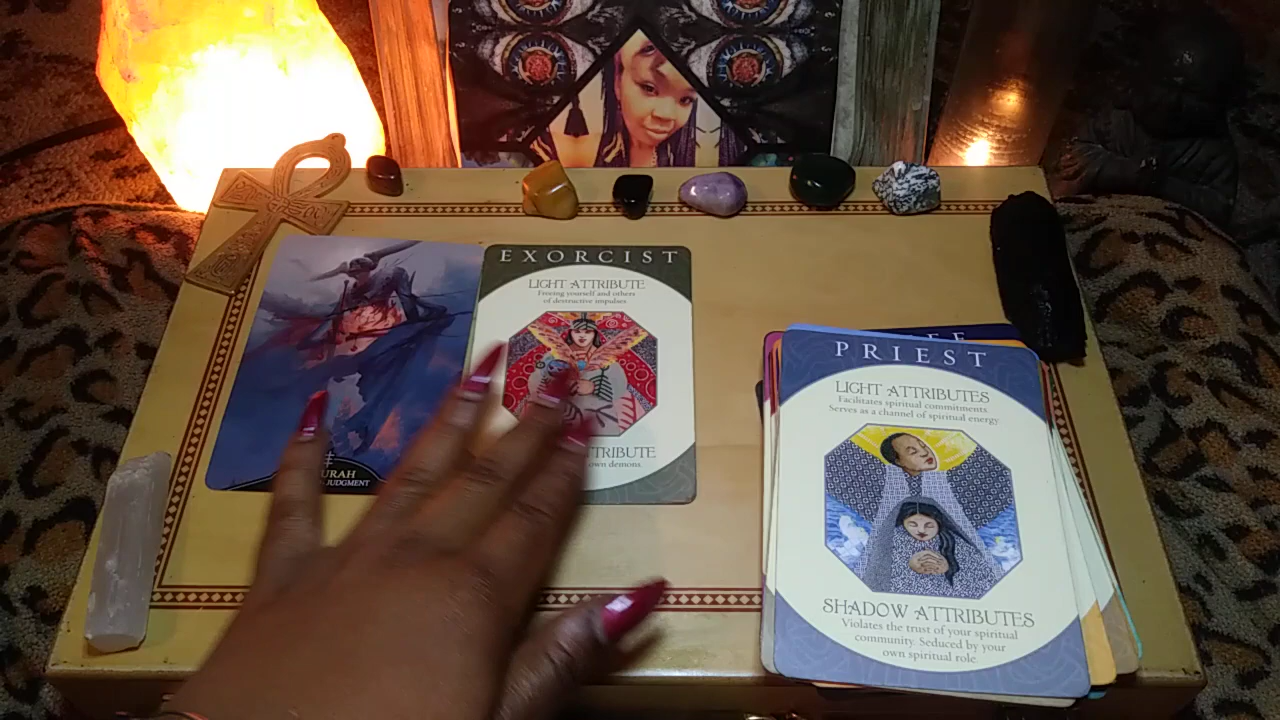 EXORCIST
LIGHT ATTRIBUTE
Freeing yourself and others
of destructive impulses
ATTRIBUTE
own demons.
URAH
JUDGMENT
PRIEST
LIGHT ATTRIBUTES
Facilitates spiritual commitments.
Serves as a channel of spiritual energy.
SHADOW ATTRIBUTES
Violates the trust of your spiritual
community. Seduced by your
own spiritual role.